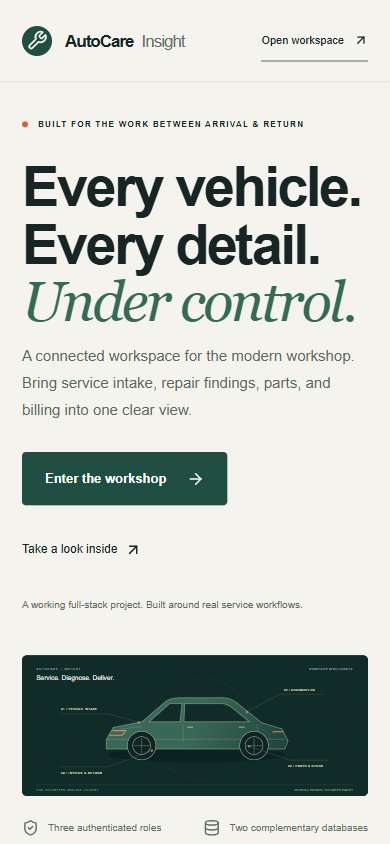 AutoCare Insight
Open workspace
BUILT FOR THE WORK BETWEEN ARRIVAL & RETURN
Every vehicle.
Every detail.
Under control.
A connected workspace for the modern workshop.
Bring service intake, repair findings, parts, and
billing into one clear view.
Enter the workshop
Take a look inside
A working full-stack project. Built around real service workflows.
Service. Diagnose. Deliver.
Three authenticated roles
Two complementary databases